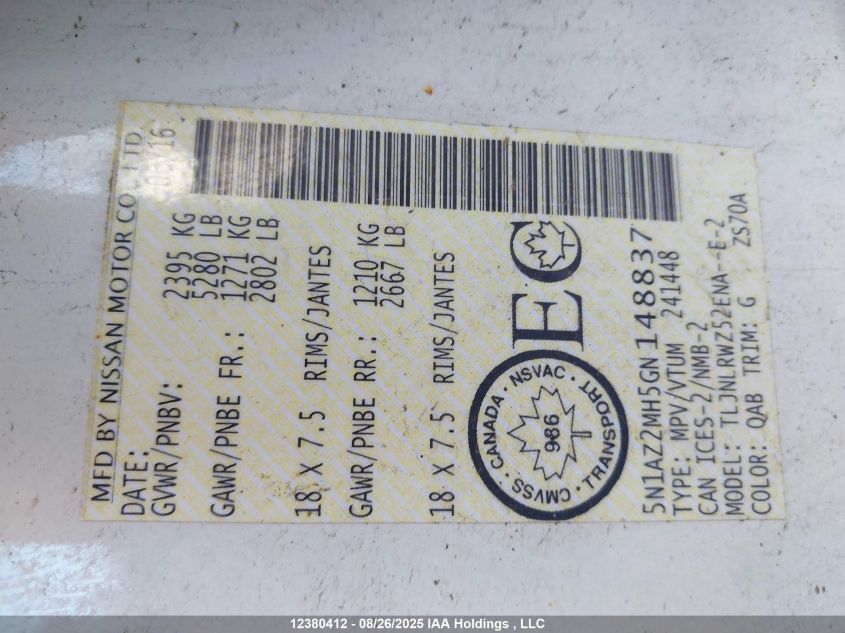 MFD BY NISSAN MOTOR CO., LTD.
DATE: /16
GVWR/PNBV: 2395 KG
5280 LB
GAWR/PNBE FR.: 1271 KG
2802 LB
18 X 7.5 RIMS/JANTES
GAWR/PNBE RR.: 1210 KG
2667 LB
18 X 7.5 RIMS/JANTES
CMVSS · CANADA · NSVAC · TRANSPORT ·
986
EC
5N1AZ2MH5GN148837
TYPE: MPV/VTUM 241448
CAN ICES-2/NMB-2
MODEL: TLJNLRWZ52ENA--E-2
COLOR: QAB TRIM: G ZS70A
12380412 - 08/26/2025 IAA Holdings , LLC